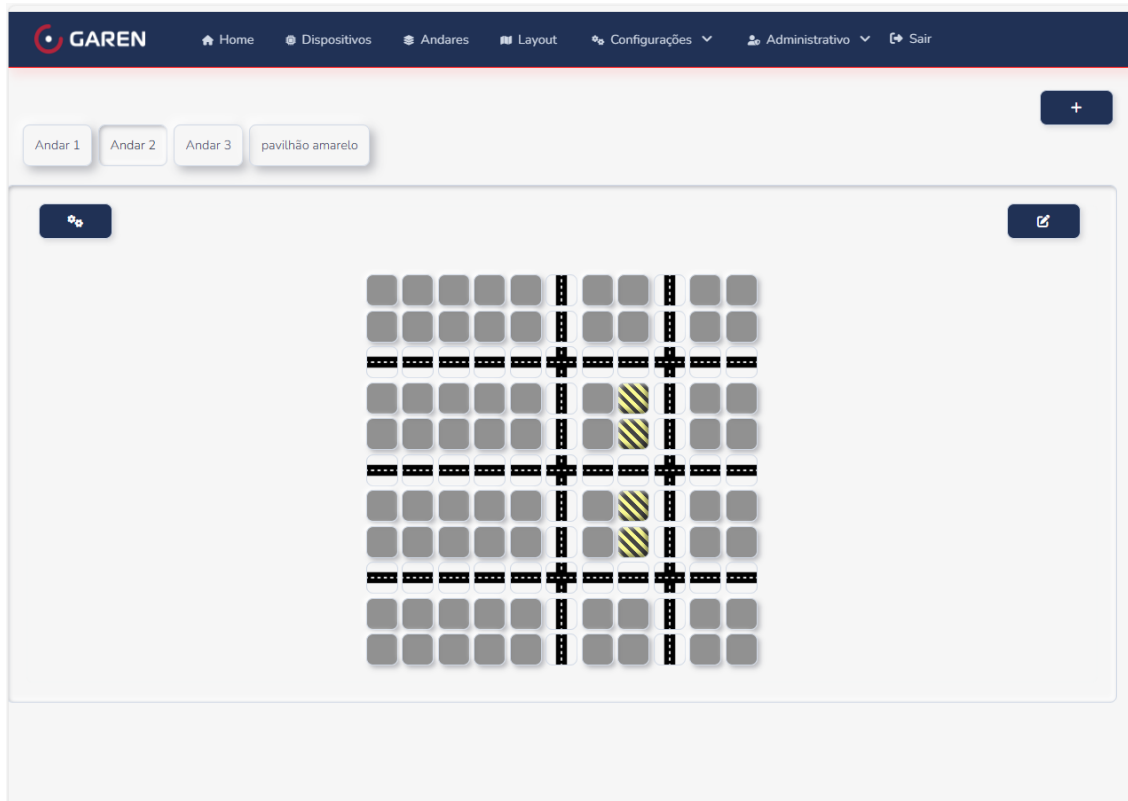 GAREN
Home Dispositivos Andares Layout Configurações Administrativo Sair
+
Andar 1 Andar 2 Andar 3 pavilhão amarelo